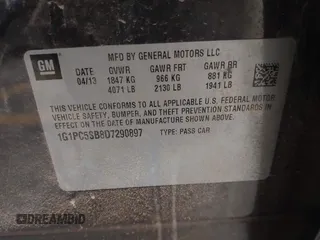 GM
MFD BY GENERAL MOTORS LLC
DATE GVWR GAWR FRT GAWR RR
04/13 1847 KG 966 KG 881 KG
4071 LB 2130 LB 1941 LB
THIS VEHICLE CONFORMS TO ALL APPLICABLE U.S. FEDERAL MOTOR
VEHICLE SAFETY, BUMPER, AND THEFT PREVENTION STANDARDS IN
EFFECT ON THE DATE OF MANUFACTURE SHOWN ABOVE.
1G1PC5SB8D7290897 TYPE: PASG CAR
DREAMBID